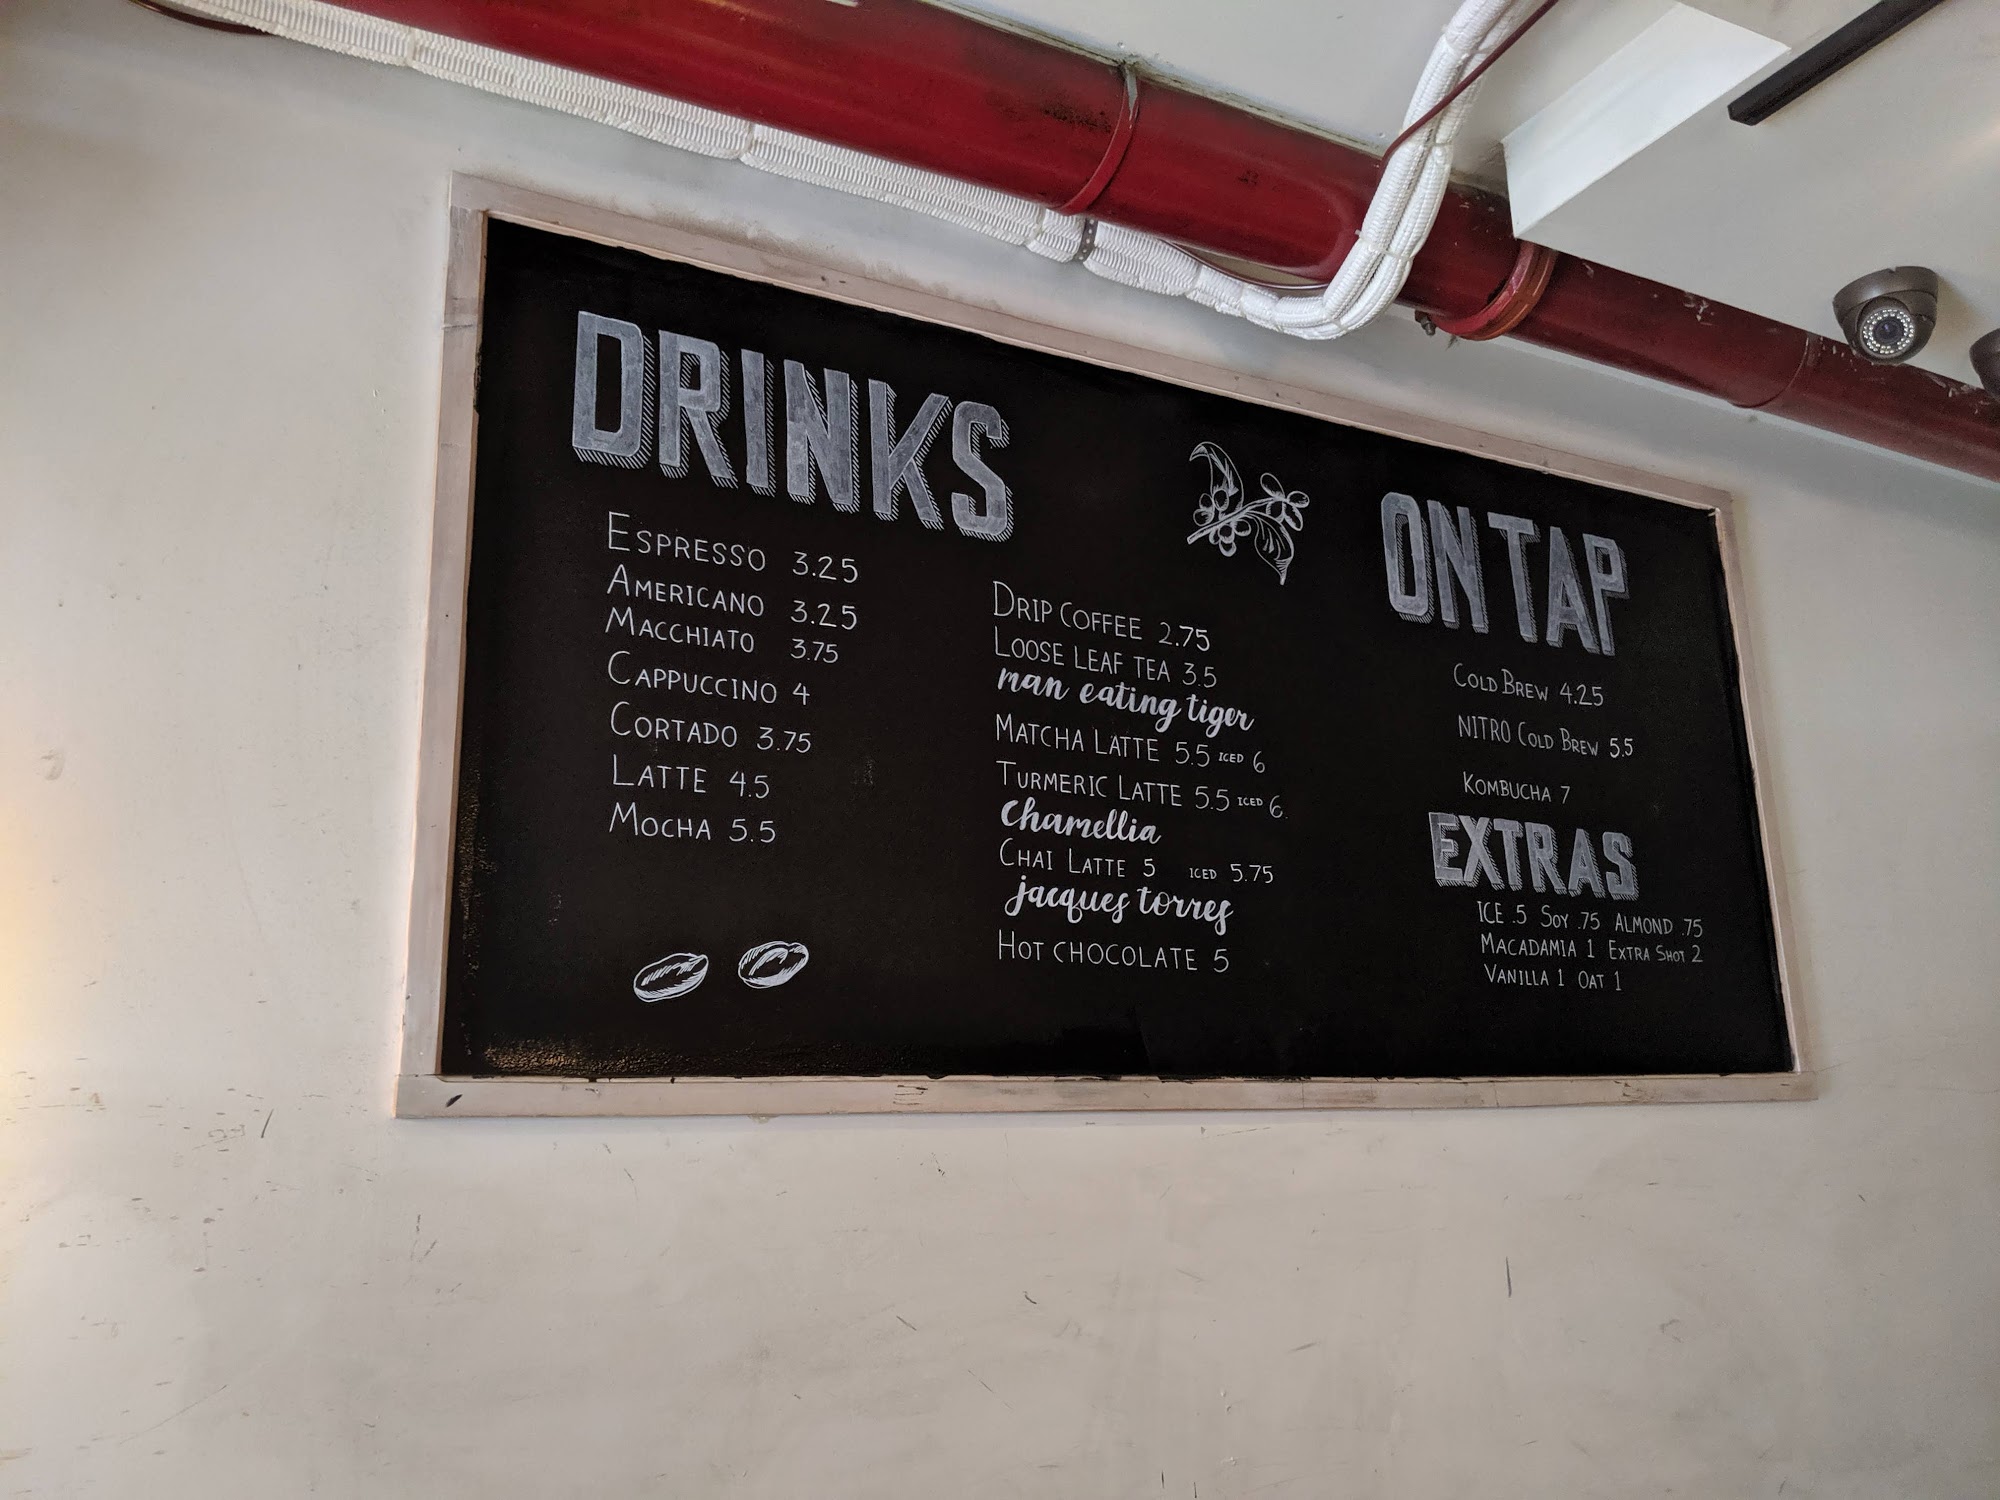 DRINKS
ESPRESSO 3.25
AMERICANO 3.25
MACCHIATO 3.75
CAPPUCCINO 4
CORTADO 3.75
LATTE 4.5
MOCHA 5.5
DRIP COFFEE 2.75
LOOSE LEAF TEA 3.5
man eating tiger
MATCHA LATTE 5.5 ICED 6
TURMERIC LATTE 5.5 ICED 6.
Chamellia
CHAI LATTE 5 ICED 5.75
jacques torres
HOT CHOCOLATE 5
ON TAP
COLD BREW 4.25
NITRO COLD BREW 5.5
KOMBUCHA 7
EXTRAS
ICE .5 SOY .75 ALMOND .75
MACADAMIA 1 EXTRA SHOT 2
VANILLA 1 OAT 1